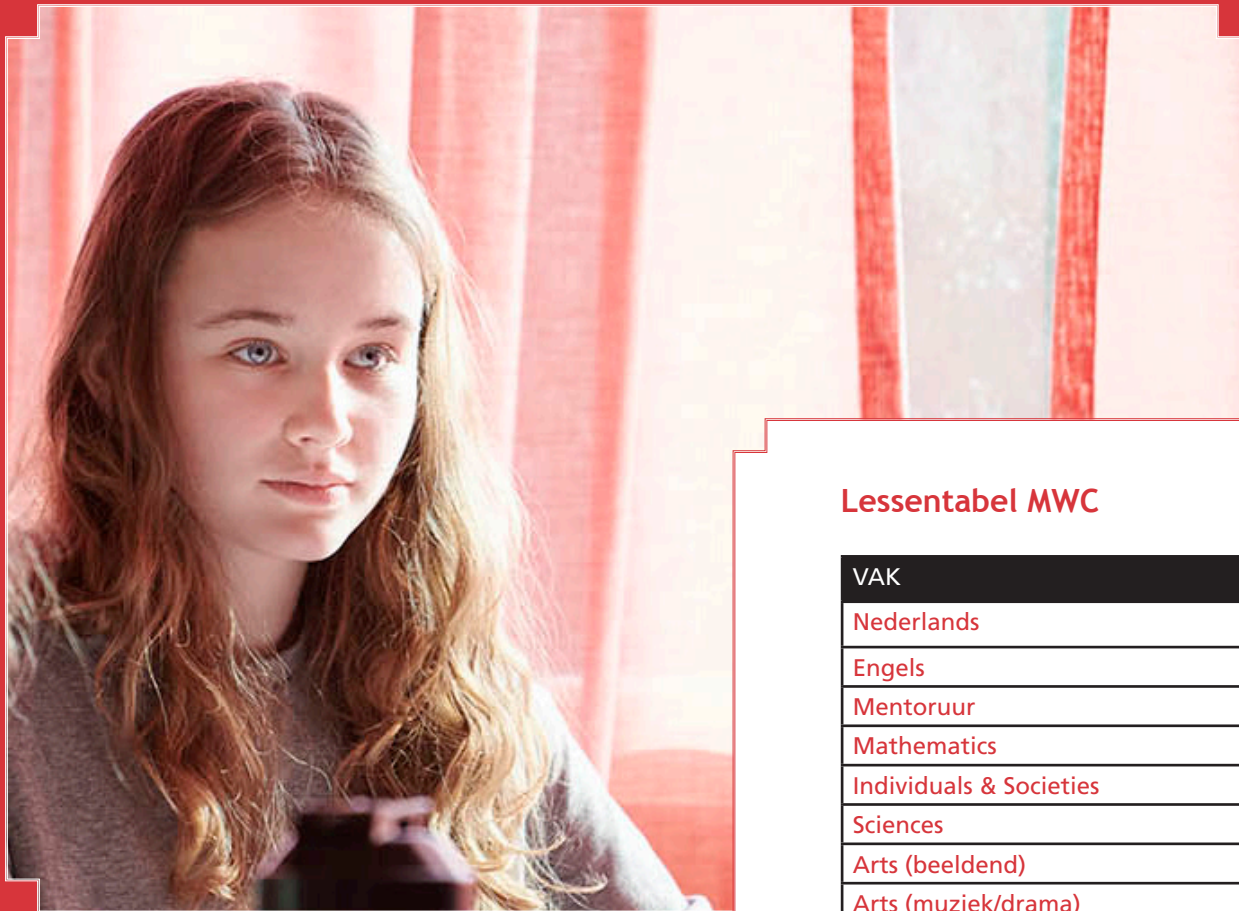 Lessentabel MWC
VAK
Nederlands
Engels
Mentoruur
Mathematics
Individuals & Societies
Sciences
Arts (beeldend)
Arts (muziek/drama)